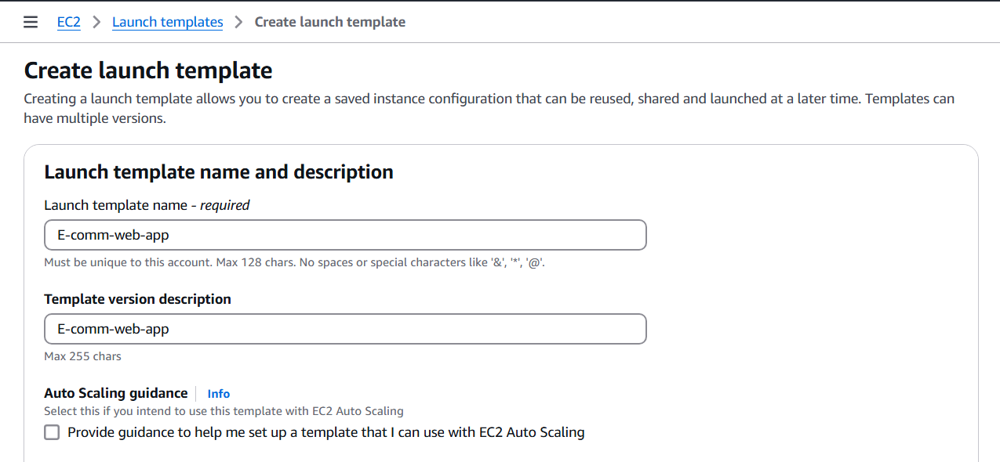 EC2 > Launch templates > Create launch template
Create launch template
Creating a launch template allows you to create a saved instance configuration that can be reused, shared and launched at a later time. Templates can
have multiple versions.
Launch template name and description
Launch template name - required
E-comm-web-app
Must be unique to this account. Max 128 chars. No spaces or special characters like '&', '*', '@'.
Template version description
E-comm-web-app
Max 255 chars
Auto Scaling guidance | Info
Select this if you intend to use this template with EC2 Auto Scaling
Provide guidance to help me set up a template that I can use with EC2 Auto Scaling